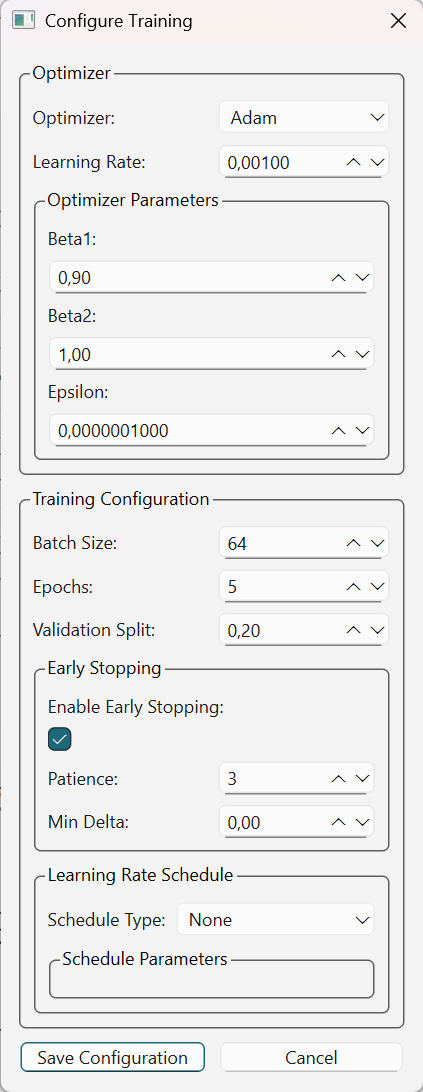 Configure Training
Optimizer
Optimizer: Adam
Learning Rate: 0,00100
Optimizer Parameters
Beta1:
0,90
Beta2:
1,00
Epsilon:
0,0000001000
Training Configuration
Batch Size: 64
Epochs: 5
Validation Split: 0,20
Early Stopping
Enable Early Stopping:
Patience: 3
Min Delta: 0,00
Learning Rate Schedule
Schedule Type: None
Schedule Parameters
Save Configuration Cancel